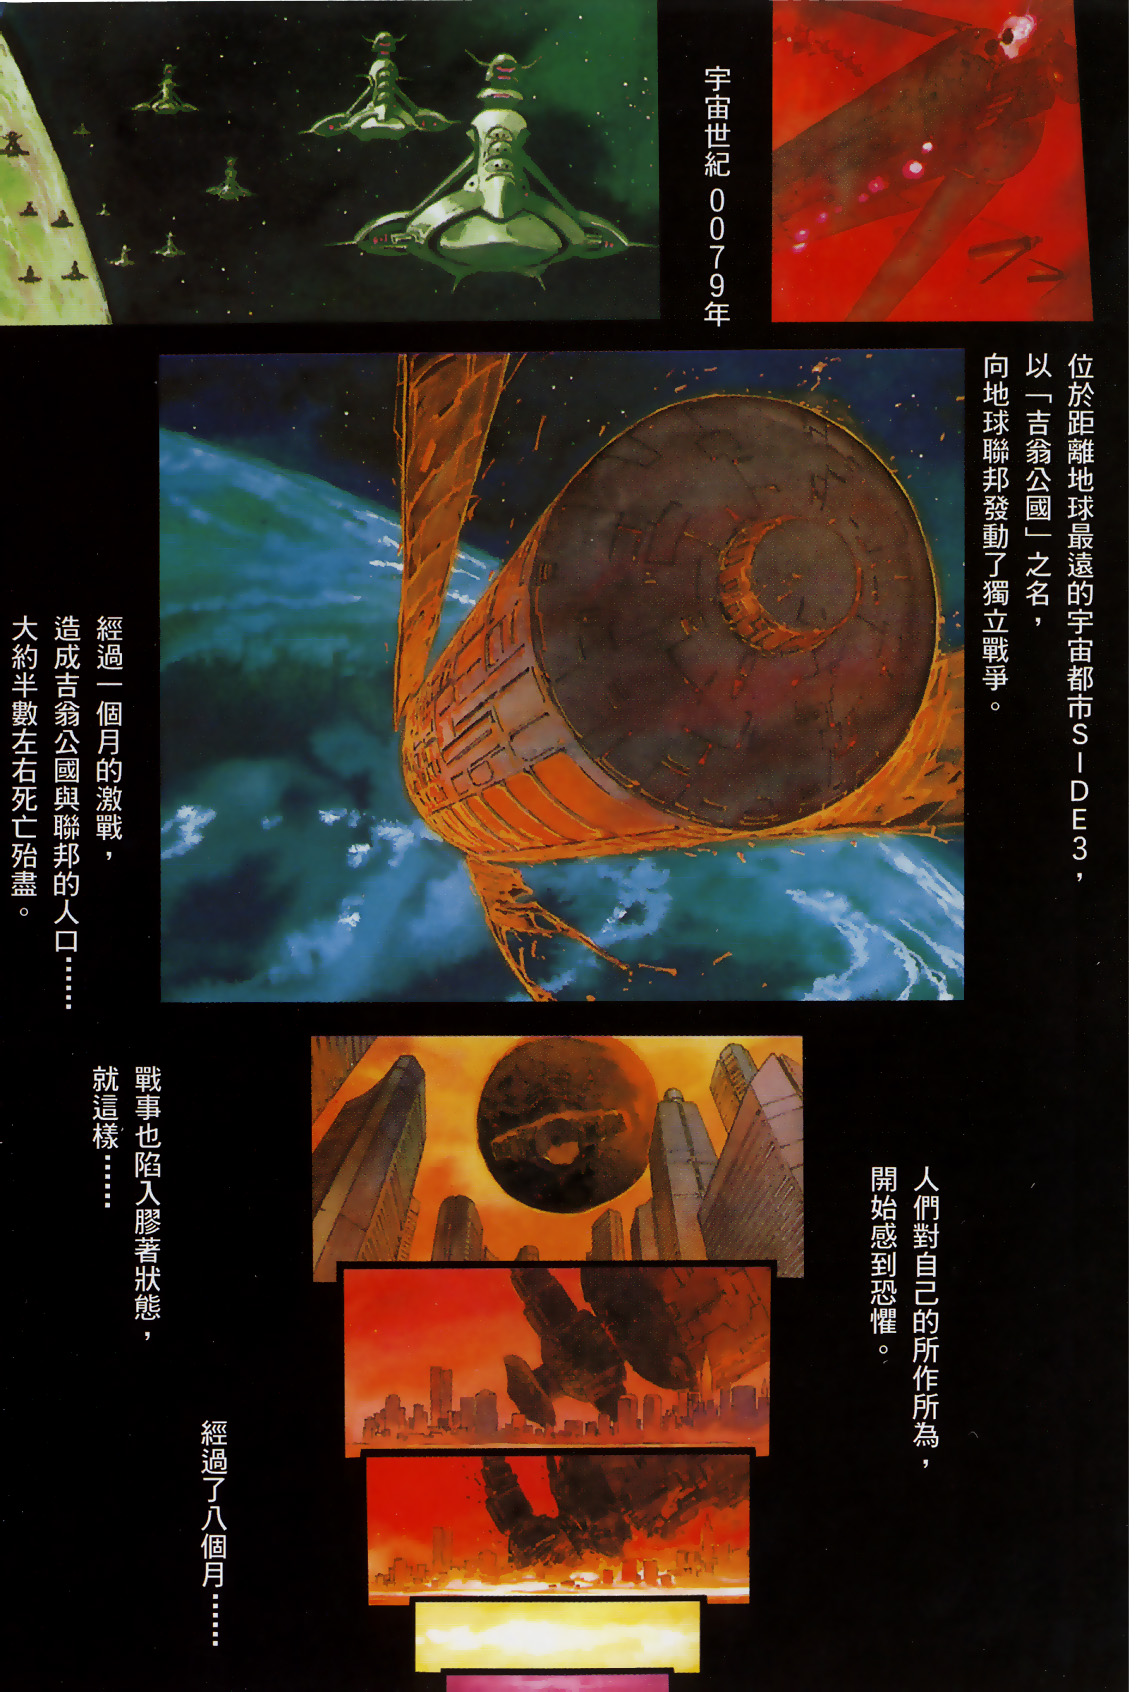 宇宙世紀0079年
位於距離地球最遠的宇宙都市SIDE3，
以「吉翁公國」之名，
向地球聯邦發動了獨立戰爭。
經過一個月的激戰，
造成吉翁公國與聯邦的人口……
大約半數左右死亡殆盡。
人們對自己的所作所為，
開始感到恐懼。
戰事也陷入膠著狀態，
就這樣……
經過了八個月……